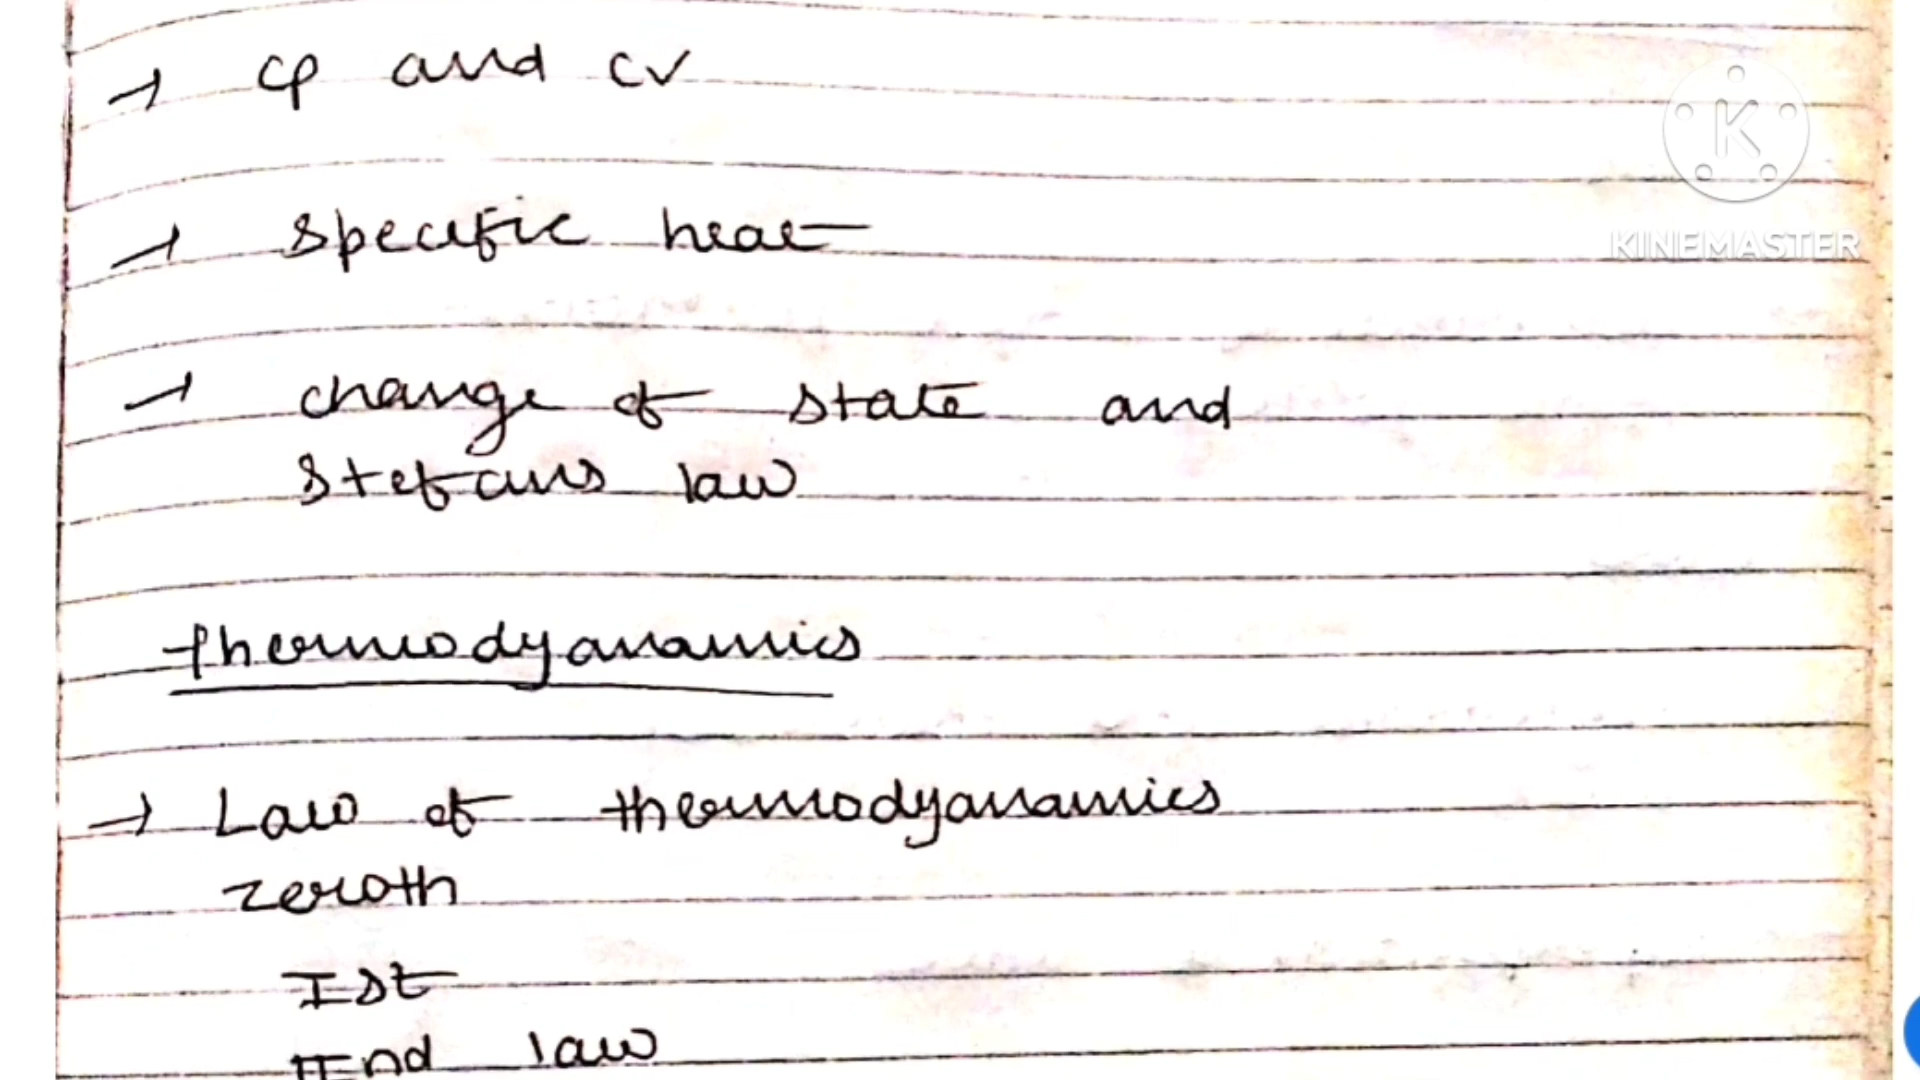 → cp and cv
KINEMASTER
→ specific heat
→ change of state and
stefans law
thermodyanamics
→ Law of thermodyanamics
zeroth
Ist
IInd law